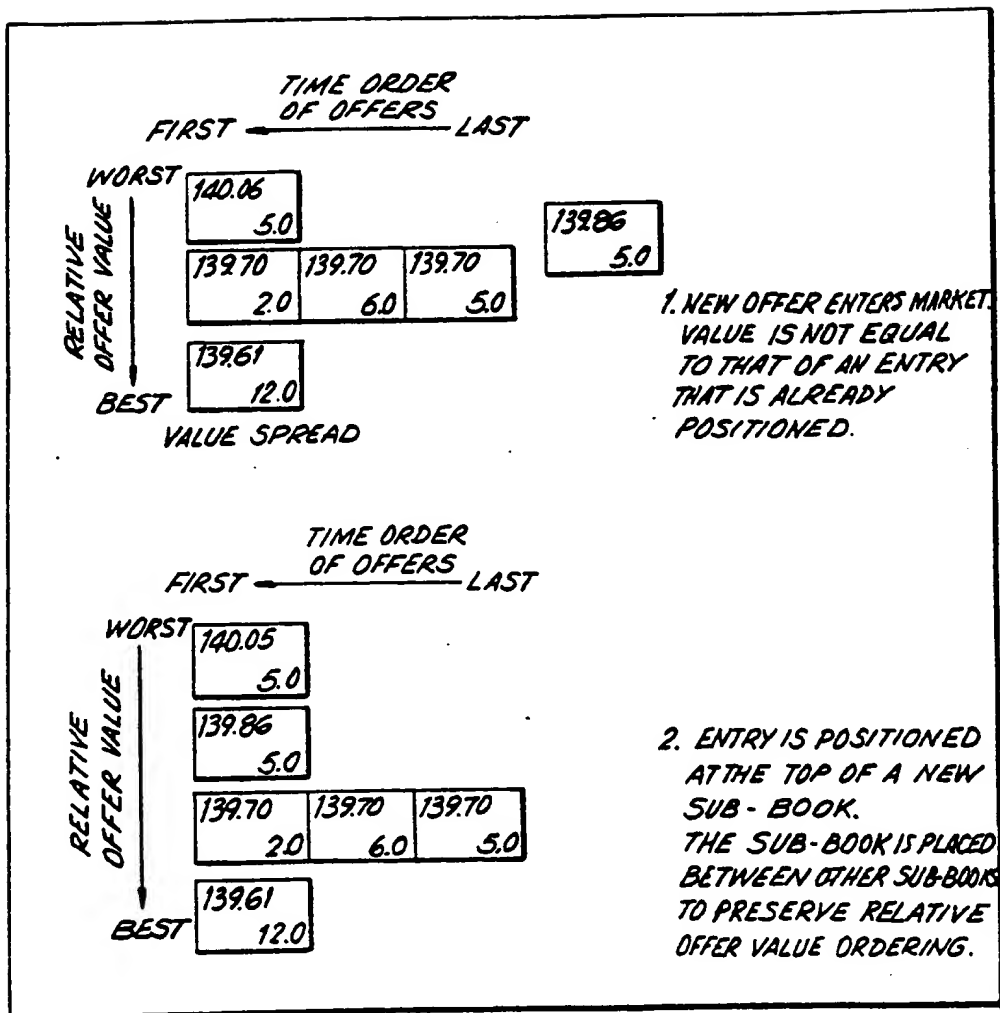 TIME ORDER
OF OFFERS
FIRST LAST
WORST
RELATIVE
OFFER VALUE
BEST
140.06
5.0
139.86
5.0
139.70 139.70 139.70
2.0 6.0 5.0
139.61
12.0
VALUE SPREAD
1. NEW OFFER ENTERS MARKET.
VALUE IS NOT EQUAL
TO THAT OF AN ENTRY
THAT IS ALREADY
POSITIONED.
TIME ORDER
OF OFFERS
FIRST LAST
WORST
RELATIVE
OFFER VALUE
BEST
140.05
5.0
139.86
5.0
139.70 139.70 139.70
2.0 6.0 5.0
139.61
12.0
2. ENTRY IS POSITIONED
AT THE TOP OF A NEW
SUB-BOOK.
THE SUB-BOOK IS PLACED
BETWEEN OTHER SUB-BOOKS
TO PRESERVE RELATIVE
OFFER VALUE ORDERING.